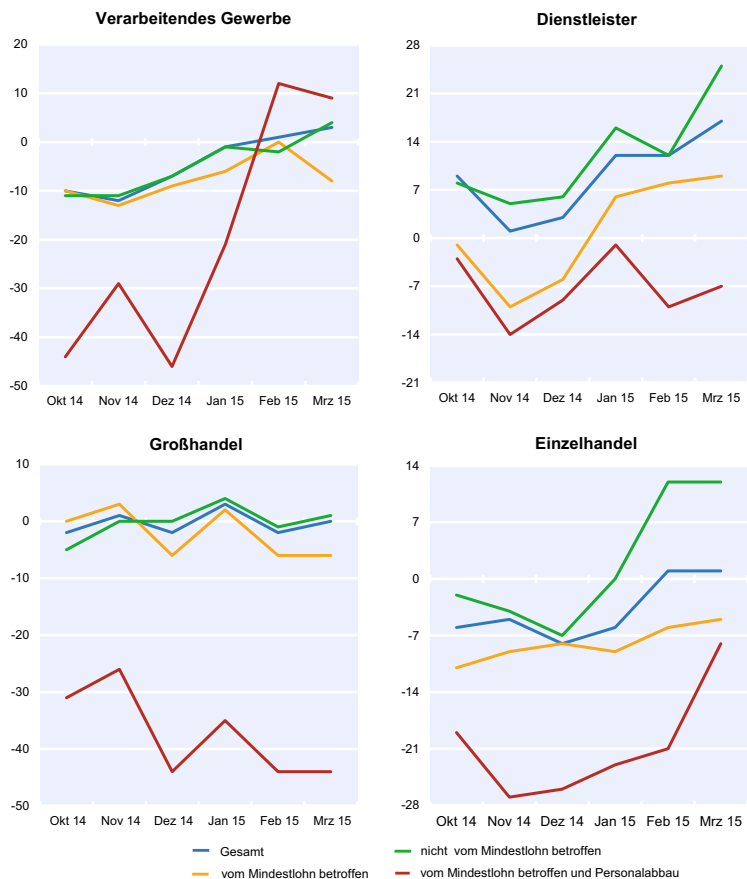 Verarbeitendes Gewerbe
20
10
0
-10
-20
-30
-40
-50
Okt 14 Nov 14 Dez 14 Jan 15 Feb 15 Mrz 15
Dienstleister
28
21
14
7
0
-7
-14
-21
Okt 14 Nov 14 Dez 14 Jan 15 Feb 15 Mrz 15
Großhandel
10
0
-10
-20
-30
-40
-50
Okt 14 Nov 14 Dez 14 Jan 15 Feb 15 Mrz 15
Einzelhandel
14
7
0
-7
-14
-21
-28
Okt 14 Nov 14 Dez 14 Jan 15 Feb 15 Mrz 15
Gesamt
nicht vom Mindestlohn betroffen
vom Mindestlohn betroffen
vom Mindestlohn betroffen und Personalabbau